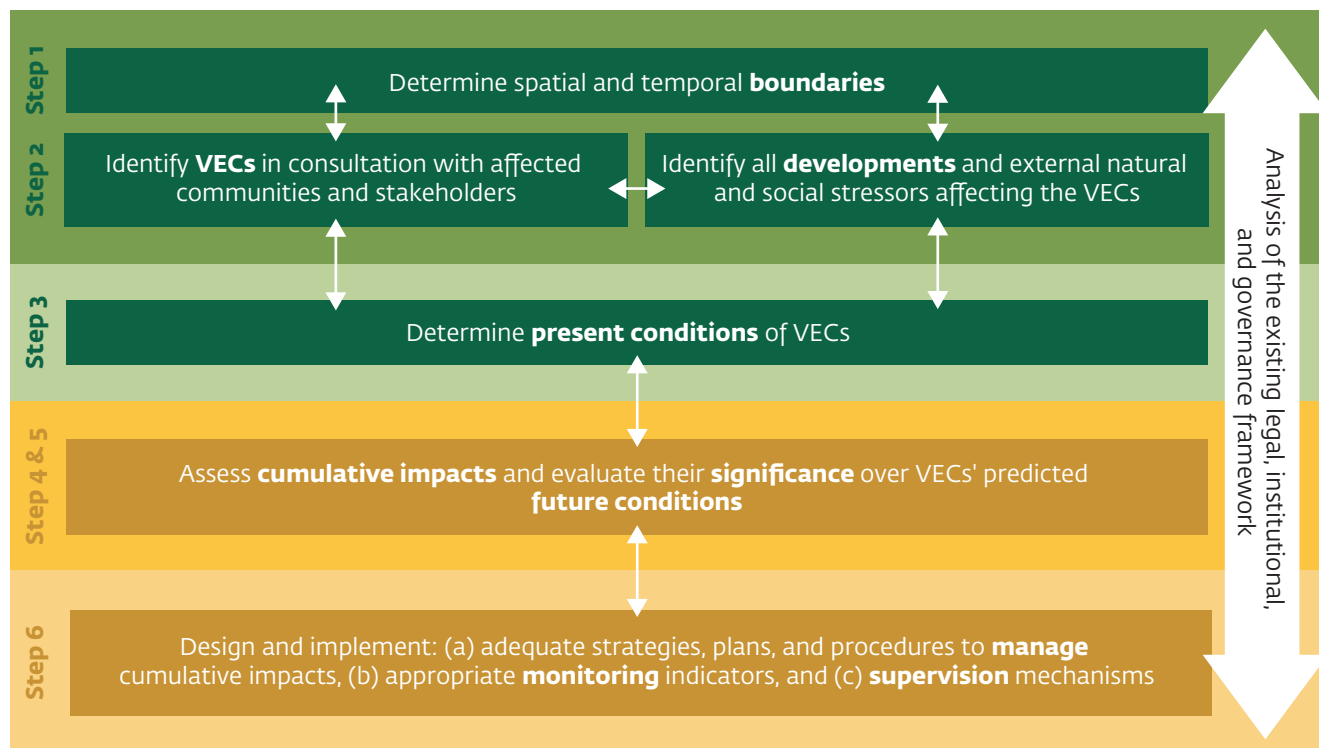 Step 1
Determine spatial and temporal boundaries
Step 2
Identify VECs in consultation with affected
communities and stakeholders
Identify all developments and external natural
and social stressors affecting the VECs
Step 3
Determine present conditions of VECs
Step 4 & 5
Assess cumulative impacts and evaluate their significance over VECs' predicted
future conditions
Step 6
Design and implement: (a) adequate strategies, plans, and procedures to manage
cumulative impacts, (b) appropriate monitoring indicators, and (c) supervision mechanisms
Analysis of the existing legal, institutional,
and governance framework